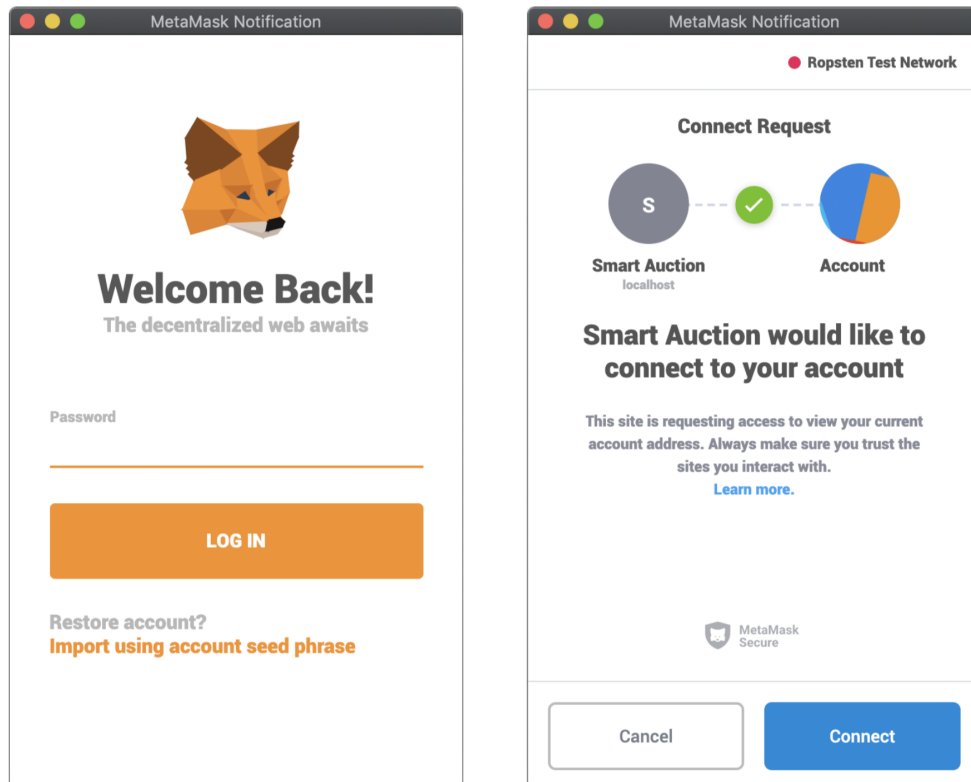 MetaMask Notification
Welcome Back!
The decentralized web awaits
Password
LOG IN
Restore account?
Import using account seed phrase
MetaMask Notification
Ropsten Test Network
Connect Request
S
Smart Auction
localhost
Account
Smart Auction would like to
connect to your account
This site is requesting access to view your current
account address. Always make sure you trust the
sites you interact with.
Learn more.
MetaMask
Secure
Cancel
Connect